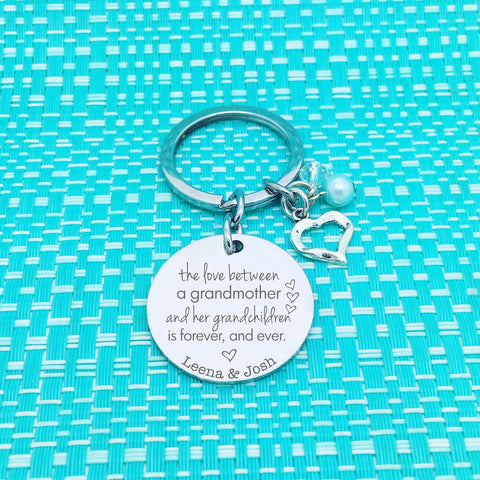 the love between
a grandmother
and her grandchildren
is forever, and ever.
Leena & Josh